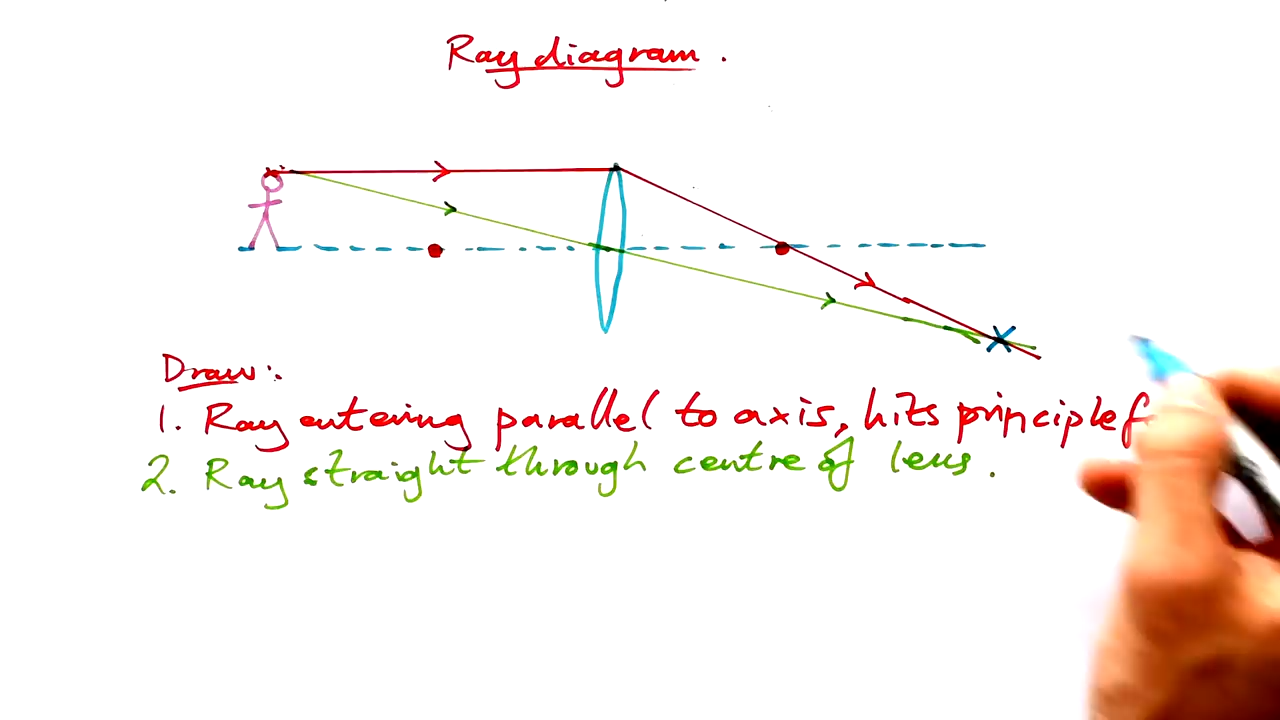 Ray diagram.
Draw:
1. Ray entering parallel to axis, hits principle f
2. Ray straight through centre of lens.